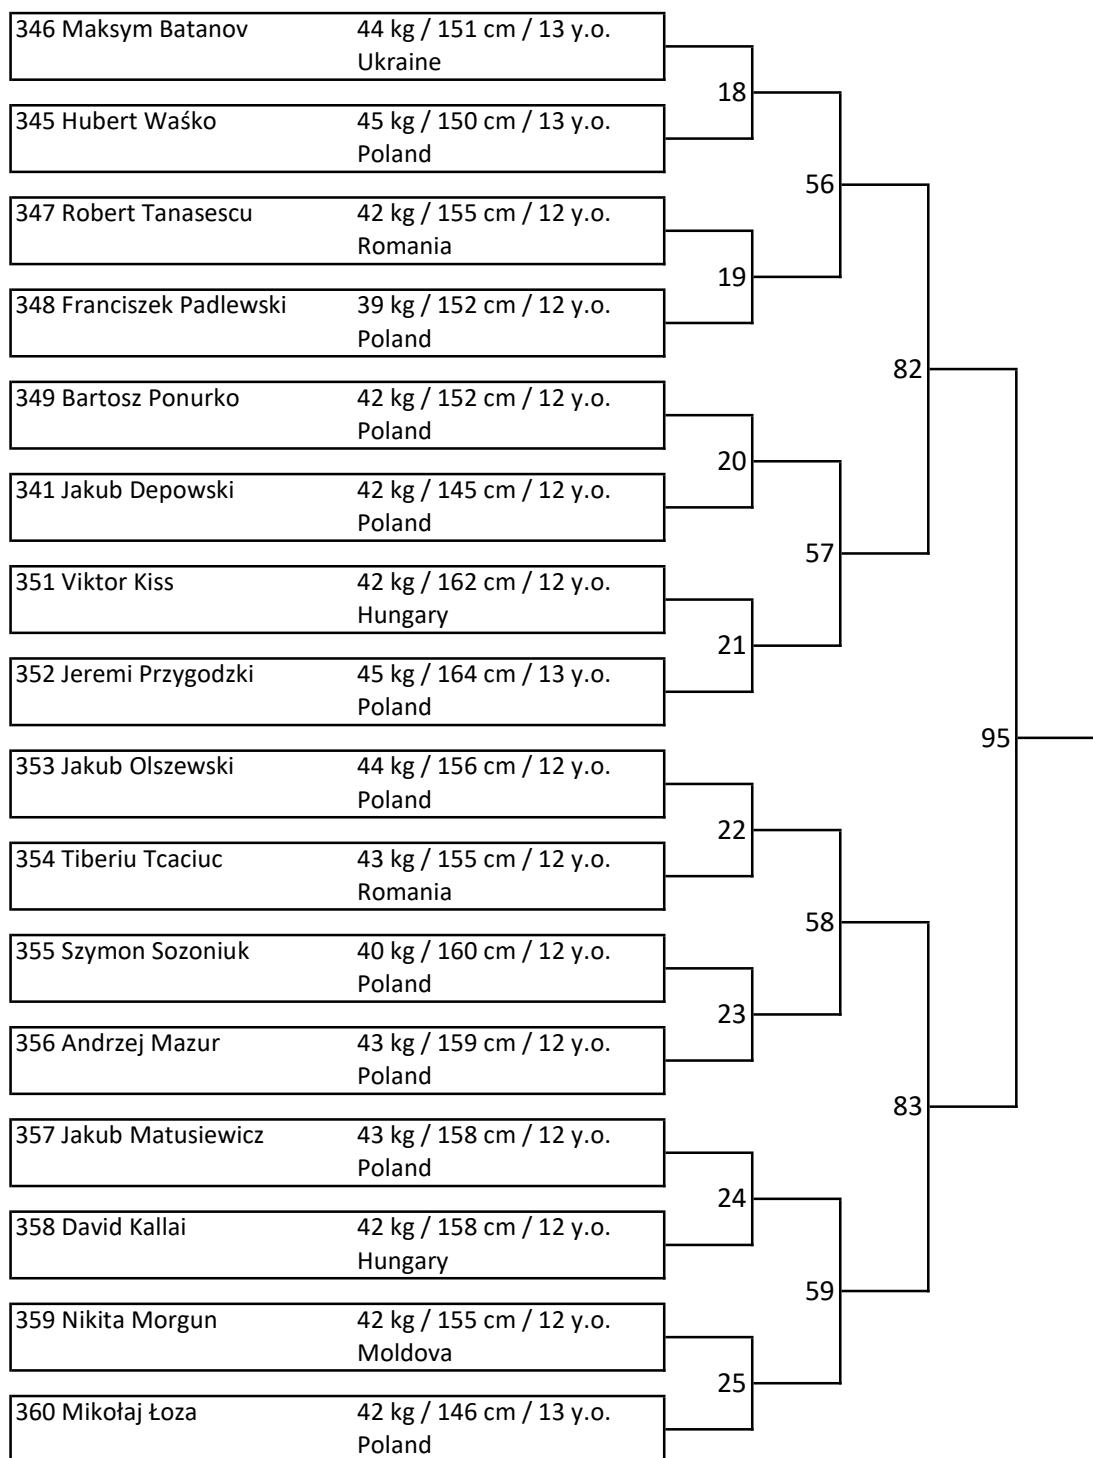 346 Maksym Batanov 44 kg / 151 cm / 13 y.o.
Ukraine
18
345 Hubert Waśko 45 kg / 150 cm / 13 y.o.
Poland
56
347 Robert Tanasescu 42 kg / 155 cm / 12 y.o.
Romania
19
348 Franciszek Padlewski 39 kg / 152 cm / 12 y.o.
Poland
82
349 Bartosz Ponurko 42 kg / 152 cm / 12 y.o.
Poland
20
341 Jakub Depowski 42 kg / 145 cm / 12 y.o.
Poland
57
351 Viktor Kiss 42 kg / 162 cm / 12 y.o.
Hungary
21
352 Jeremi Przygodzki 45 kg / 164 cm / 13 y.o.
Poland
95
353 Jakub Olszewski 44 kg / 156 cm / 12 y.o.
Poland
22
354 Tiberiu Tcaciuc 43 kg / 155 cm / 12 y.o.
Romania
58
355 Szymon Sozoniuk 40 kg / 160 cm / 12 y.o.
Poland
23
356 Andrzej Mazur 43 kg / 159 cm / 12 y.o.
Poland
83
357 Jakub Matusiewicz 43 kg / 158 cm / 12 y.o.
Poland
24
358 David Kallai 42 kg / 158 cm / 12 y.o.
Hungary
59
359 Nikita Morgun 42 kg / 155 cm / 12 y.o.
Moldova
25
360 Mikołaj Łoza 42 kg / 146 cm / 13 y.o.
Poland